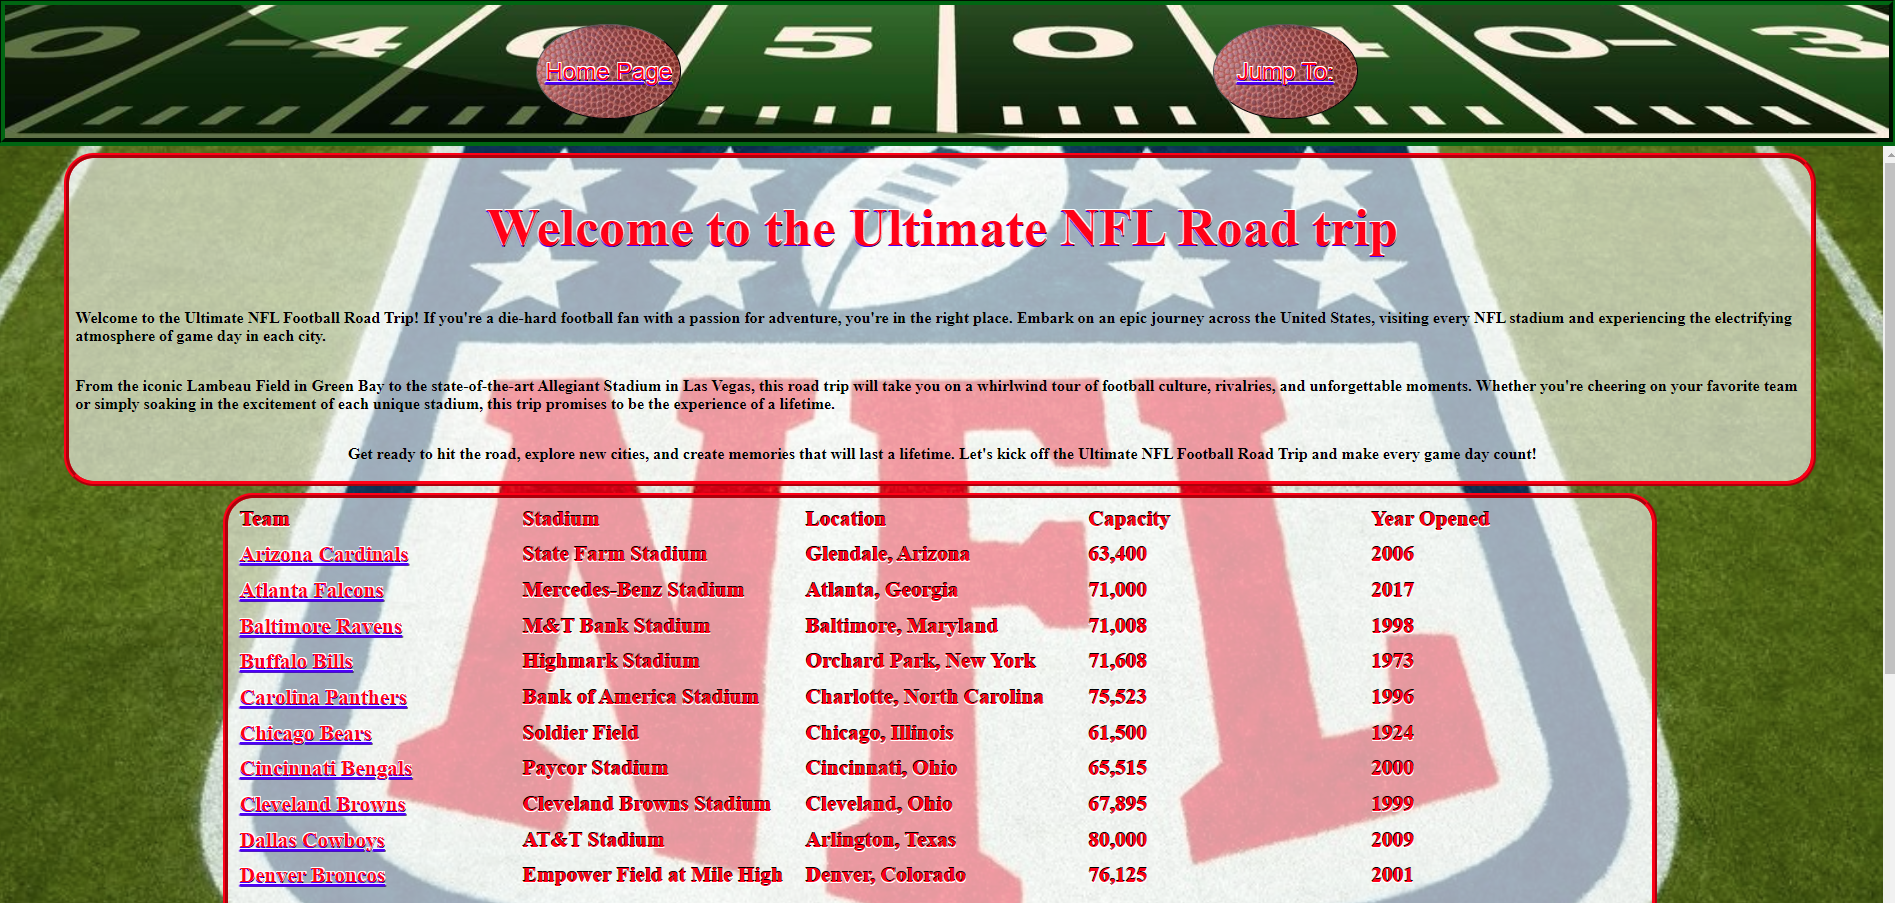 0 4 0 5 0 4 0 3
Home Page Jump To:
Welcome to the Ultimate NFL Road trip
Welcome to the Ultimate NFL Football Road Trip! If you're a die-hard football fan with a passion for adventure, you're in the right place. Embark on an epic journey across the United States, visiting every NFL stadium and experiencing the electrifying
atmosphere of game day in each city.
From the iconic Lambeau Field in Green Bay to the state-of-the-art Allegiant Stadium in Las Vegas, this road trip will take you on a whirlwind tour of football culture, rivalries, and unforgettable moments. Whether you're cheering on your favorite team
or simply soaking in the excitement of each unique stadium, this trip promises to be the experience of a lifetime.
Get ready to hit the road, explore new cities, and create memories that will last a lifetime. Let's kick off the Ultimate NFL Football Road Trip and make every game day count!
NFL
Team Stadium Location Capacity Year Opened
Arizona Cardinals State Farm Stadium Glendale, Arizona 63,400 2006
Atlanta Falcons Mercedes-Benz Stadium Atlanta, Georgia 71,000 2017
Baltimore Ravens M&T Bank Stadium Baltimore, Maryland 71,008 1998
Buffalo Bills Highmark Stadium Orchard Park, New York 71,608 1973
Carolina Panthers Bank of America Stadium Charlotte, North Carolina 75,523 1996
Chicago Bears Soldier Field Chicago, Illinois 61,500 1924
Cincinnati Bengals Paycor Stadium Cincinnati, Ohio 65,515 2000
Cleveland Browns Cleveland Browns Stadium Cleveland, Ohio 67,895 1999
Dallas Cowboys AT&T Stadium Arlington, Texas 80,000 2009
Denver Broncos Empower Field at Mile High Denver, Colorado 76,125 2001